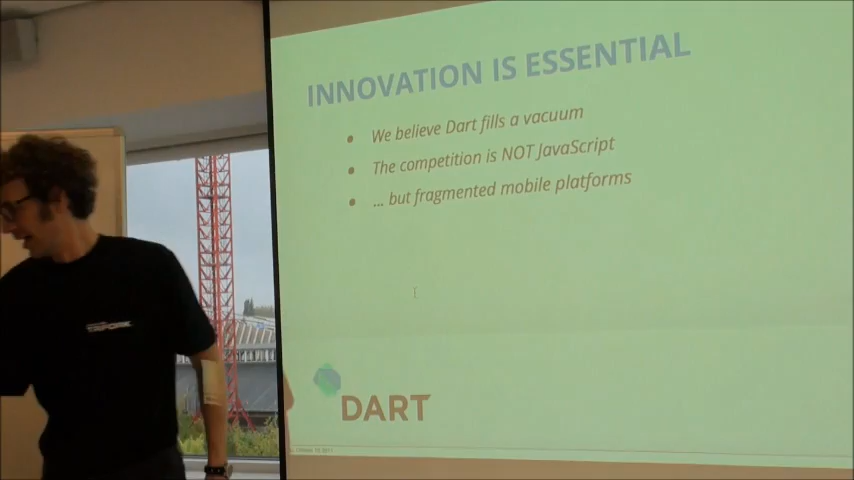 INNOVATION IS ESSENTIAL
• We believe Dart fills a vacuum
• The competition is NOT JavaScript
• ... but fragmented mobile platforms
DART